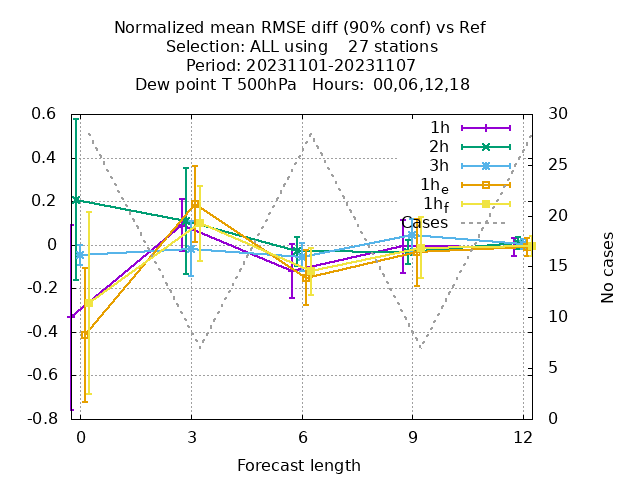 Normalized mean RMSE diff (90% conf) vs Ref
Selection: ALL using    27 stations
Period: 20231101-20231107
Dew point T 500hPa   Hours: 00,06,12,18
0.6
0.4
0.2
0
-0.2
-0.4
-0.6
-0.8
30
25
20
15
10
5
0
1h
2h
3h
1he
1hf
Cases
No cases
0
3
6
9
12
Forecast length